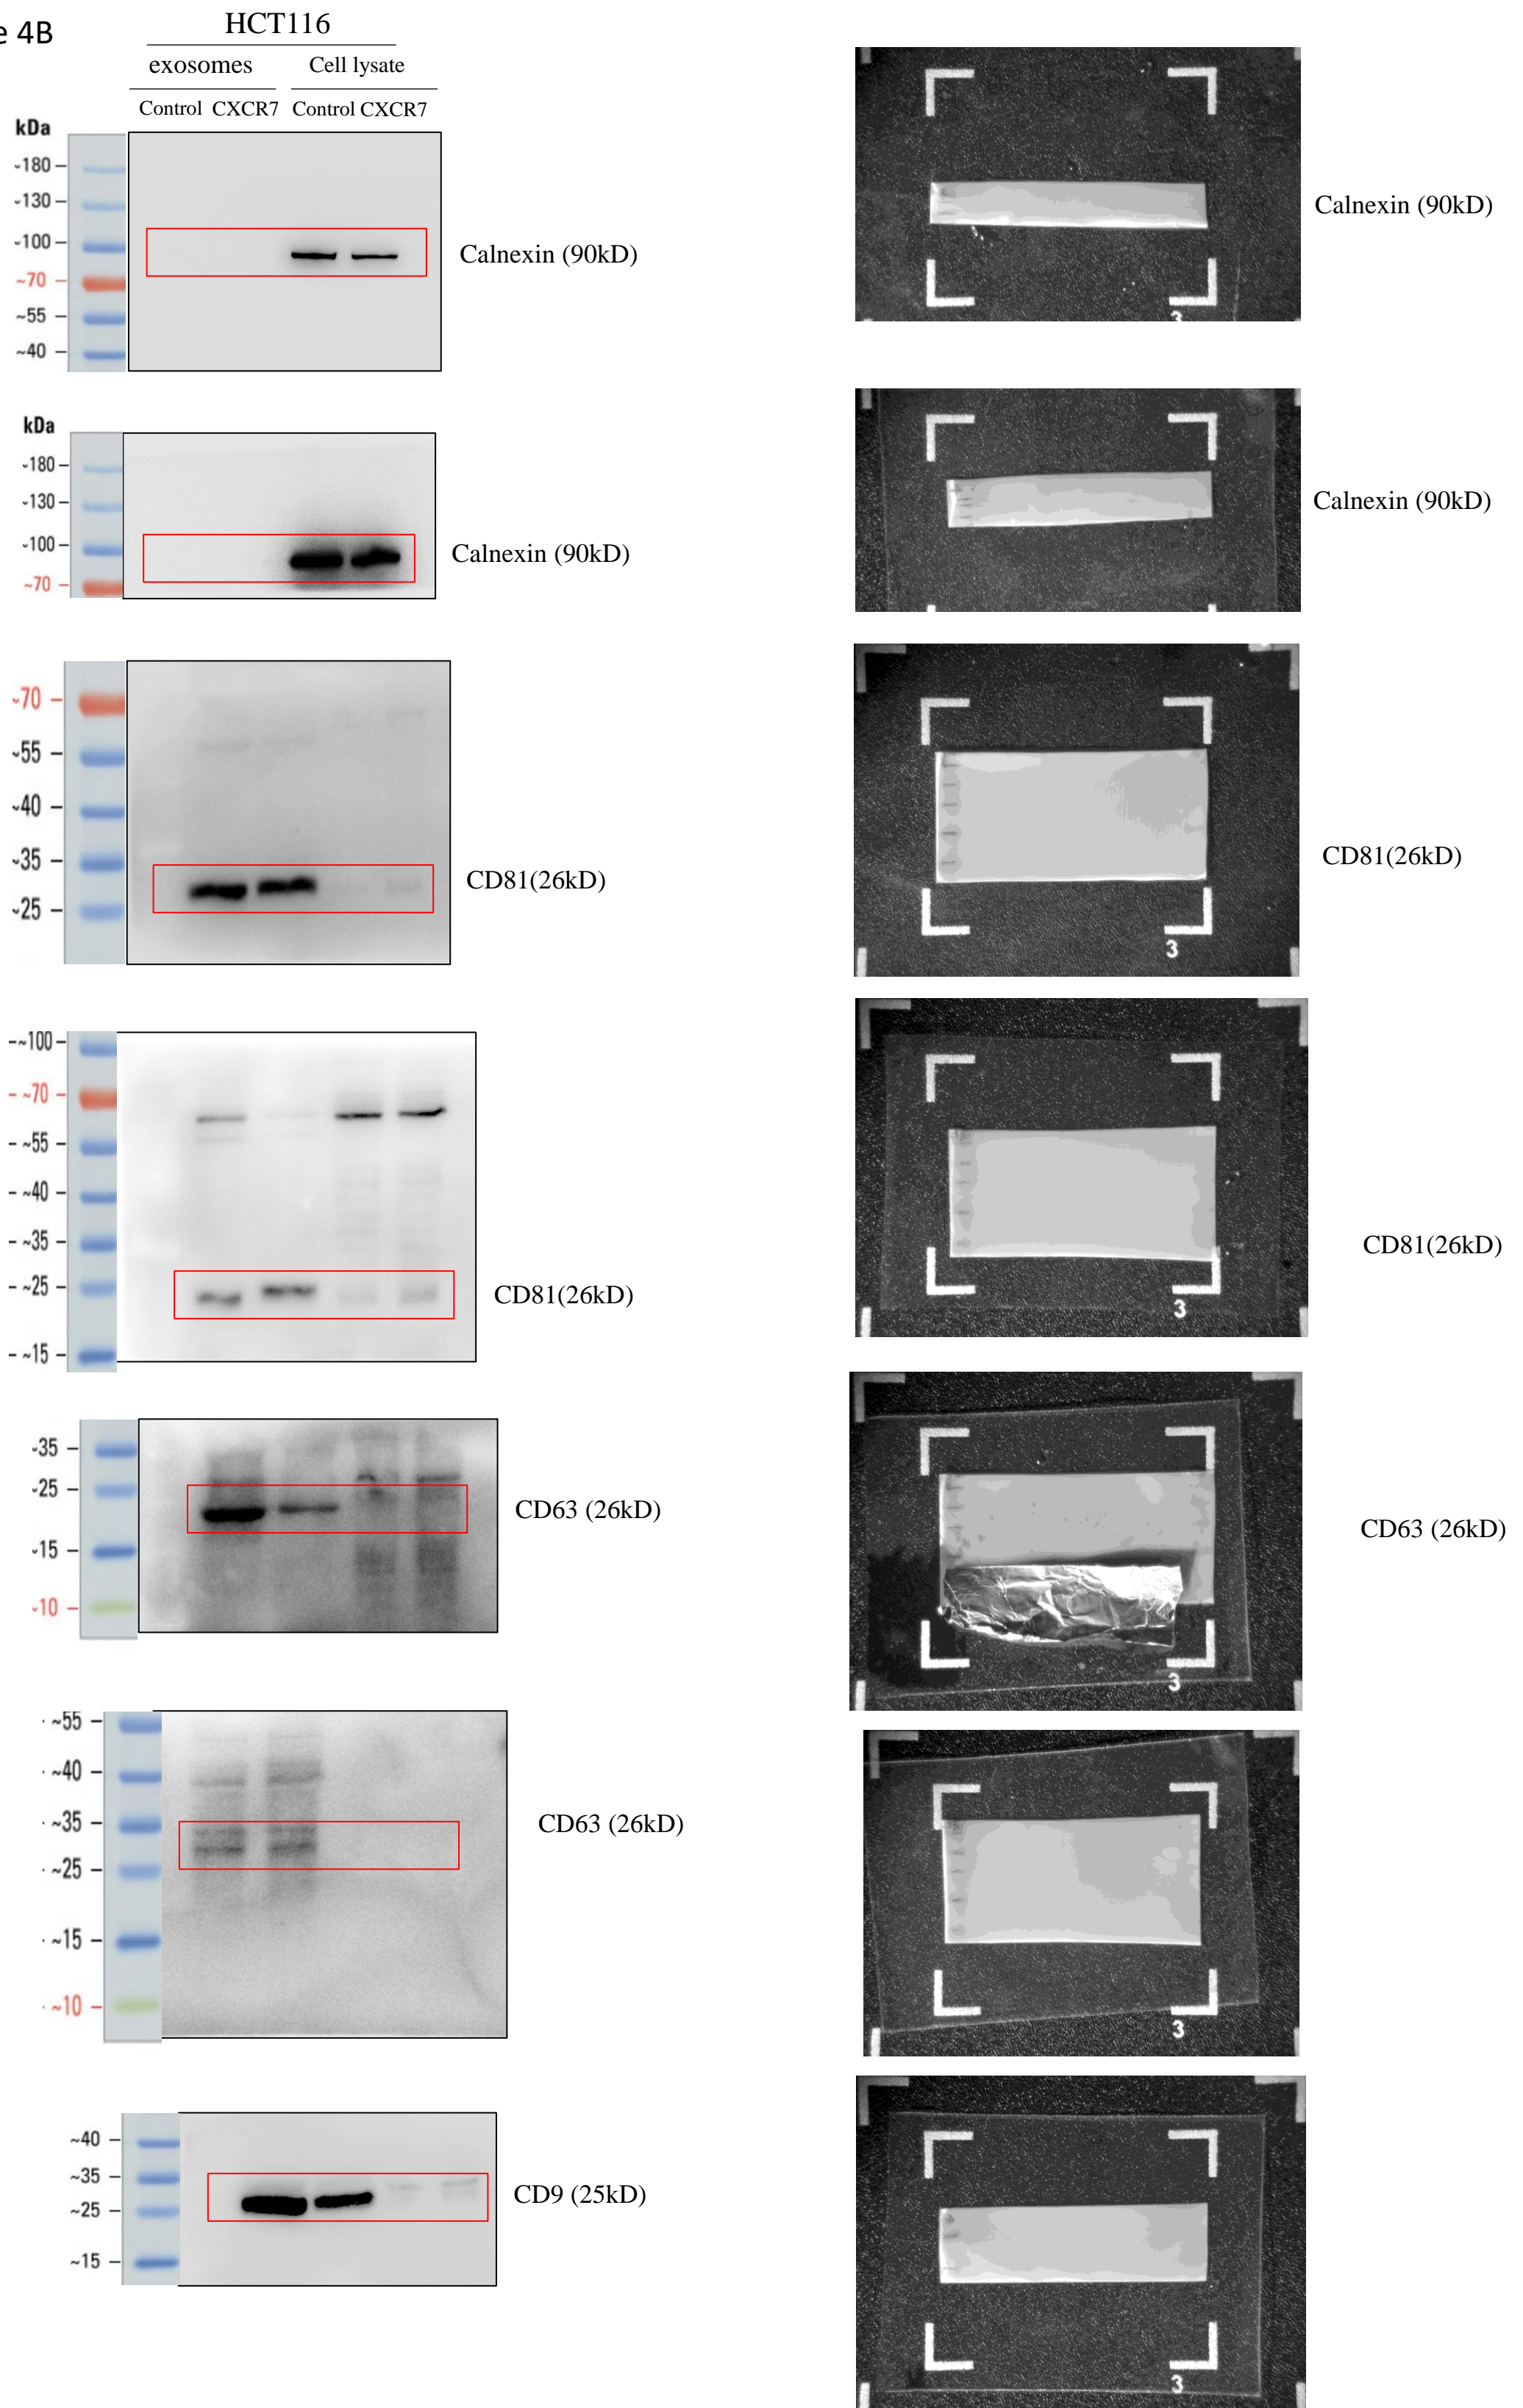 e 4B
HCT116
exosomes Cell lysate
Control CXCR7 Control CXCR7
kDa
~180
~130
~100
~70
~55
~40
Calnexin (90kD)
3
Calnexin (90kD)
kDa
~180
~130
~100
~70
Calnexin (90kD)
Calnexin (90kD)
~70
~55
~40
~35
~25
CD81(26kD)
3
CD81(26kD)
~100
~70
~55
~40
~35
~25
~15
CD81(26kD)
3
CD81(26kD)
~35
~25
~15
~10
CD63 (26kD)
3
CD63 (26kD)
~55
~40
~35
~25
~15
~10
CD63 (26kD)
3
~40
~35
~25
~15
CD9 (25kD)
3